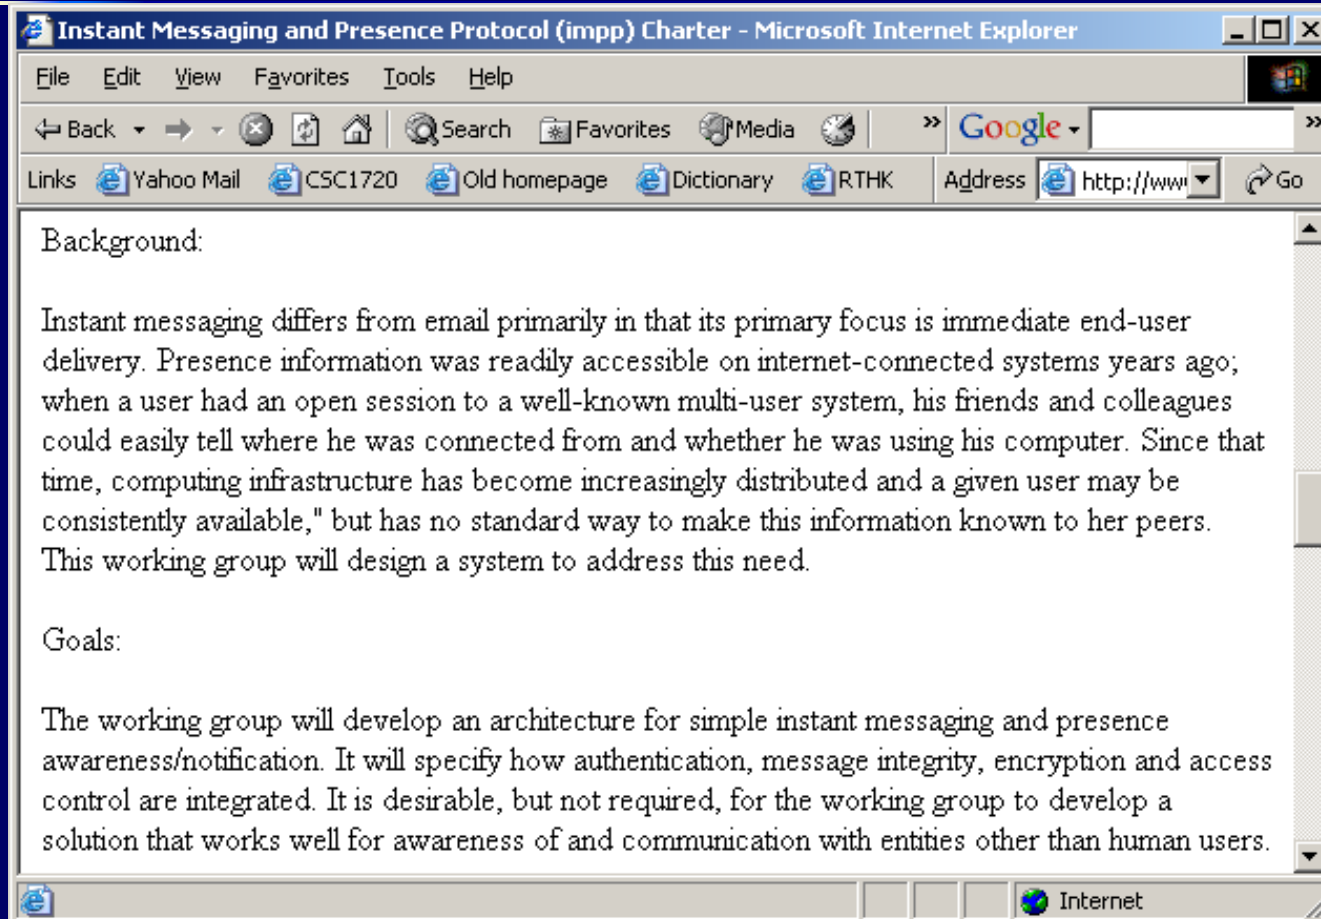 Instant Messaging and Presence Protocol (impp) Charter - Microsoft Internet Explorer
File Edit View Favorites Tools Help
Back Search Favorites Media » Google »
Links Yahoo Mail CSC1720 Old homepage Dictionary RTHK Address http://www Go
Background:
Instant messaging differs from email primarily in that its primary focus is immediate end-user
delivery. Presence information was readily accessible on internet-connected systems years ago;
when a user had an open session to a well-known multi-user system, his friends and colleagues
could easily tell where he was connected from and whether he was using his computer. Since that
time, computing infrastructure has become increasingly distributed and a given user may be
consistently available," but has no standard way to make this information known to her peers.
This working group will design a system to address this need.
Goals:
The working group will develop an architecture for simple instant messaging and presence
awareness/notification. It will specify how authentication, message integrity, encryption and access
control are integrated. It is desirable, but not required, for the working group to develop a
solution that works well for awareness of and communication with entities other than human users.
Internet